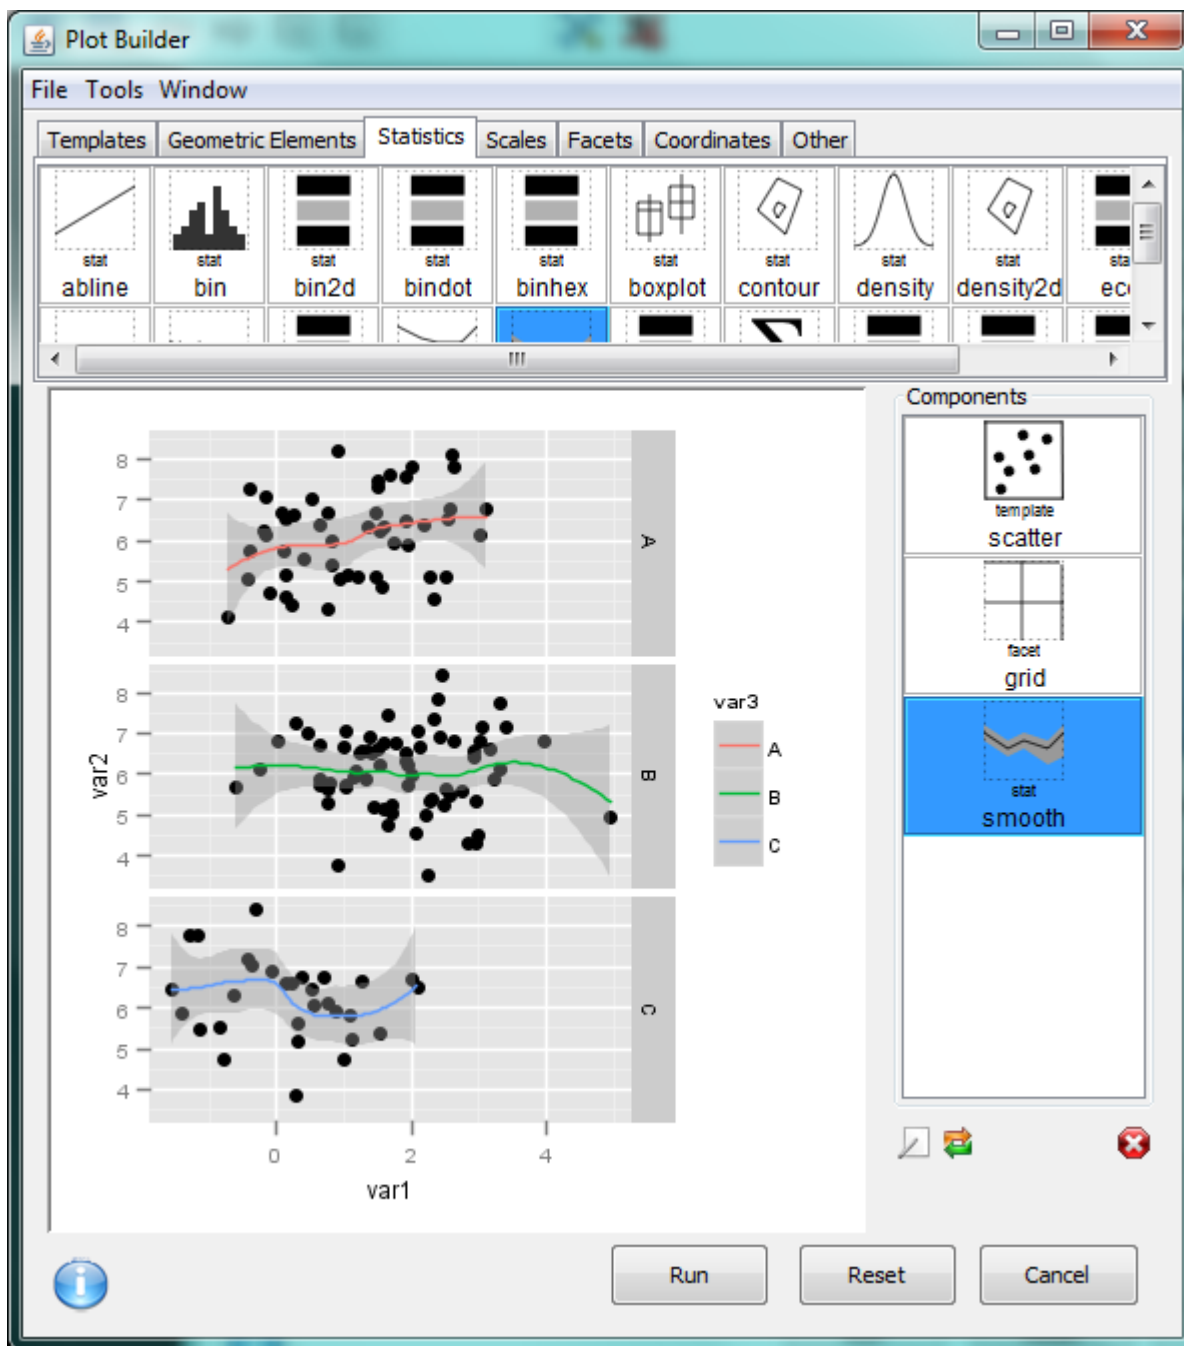 Plot Builder
File Tools Window
Templates Geometric Elements Statistics Scales Facets Coordinates Other
stat stat stat stat stat stat stat stat stat
abline bin bin2d bindot binhex boxplot contour density density2d
Components
template
scatter
facet
grid
stat
smooth
8
7
6
5
4
A
8
7
6
5
4
B
8
7
6
5
4
C
var2
0 2 4
var1
var3
A
B
C
Run Reset Cancel